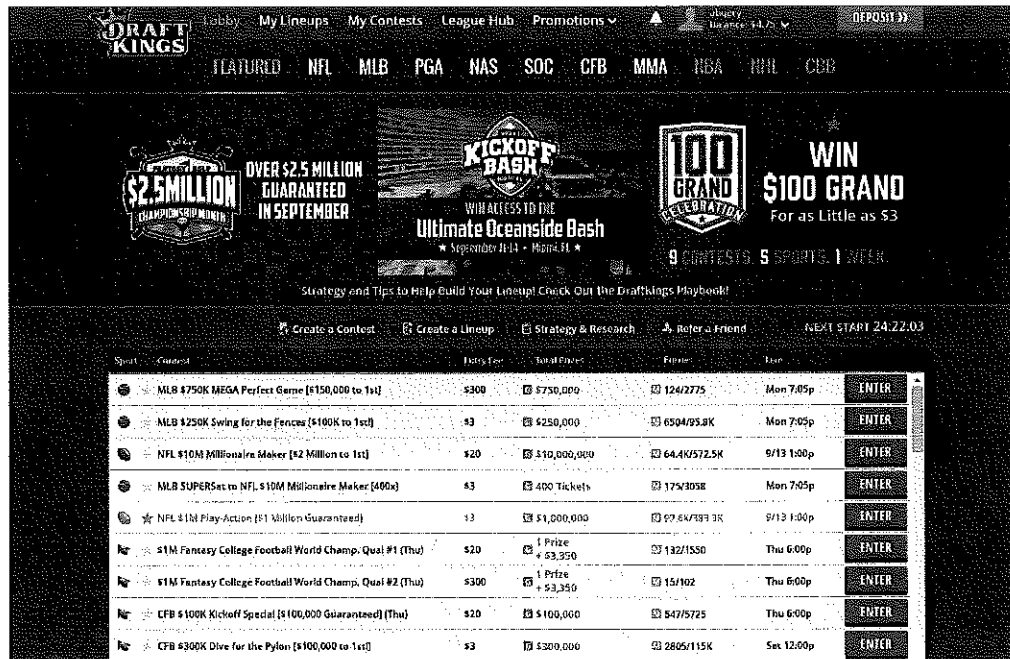 DRAFT KINGS
Lobby My Lineups My Contests League Hub Promotions
DEPOSIT »
FEATURED NFL MLB PGA NAS SOC CFB MMA NBA NHL CBB
$2.5MILLION
CHAMPIONSHIP MONTH
OVER $2.5 MILLION
GUARANTEED
IN SEPTEMBER
KICKOFF
BASH
WIN ACCESS TO THE
Ultimate Oceanside Bash
★ September 11-14 • Miami, FL ★
100
GRAND
CELEBRATION
WIN
$100 GRAND
For as Little as $3
9 CONTESTS. 5 SPORTS. 1 WEEK.
Strategy and Tips to Help Build Your Lineup! Check Out the DraftKings Playbook!
Create a Contest Create a Lineup Strategy & Research Refer a Friend NEXT START 24:22:03
Sport Contest Entry Fee Total Prizes Entries Live
MLB $750K MEGA Perfect Game [$150,000 to 1st] $300 $750,000 124/2775 Mon 7:05p ENTER
MLB $250K Swing for the Fences [$100K to 1st] $3 $250,000 6504/95.8K Mon 7:05p ENTER
NFL $10M Millionaire Maker [$2 Million to 1st] $20 $10,000,000 64.4K/572.5K 9/13 1:00p ENTER
MLB SUPERSat to NFL $10M Millionaire Maker [400x] $3 400 Tickets 175/3058 Mon 7:05p ENTER
NFL $1M Play-Action [$1 Million Guaranteed] $3 $1,000,000 9/13 1:00p ENTER
$1M Fantasy College Football World Champ. Qual #1 (Thu) $20 1 Prize + $3,350 132/1550 Thu 6:00p ENTER
$1M Fantasy College Football World Champ. Qual #2 (Thu) $300 1 Prize + $3,350 15/102 Thu 6:00p ENTER
CFB $100K Kickoff Special [$100,000 Guaranteed] (Thu) $20 $100,000 547/5725 Thu 6:00p ENTER
CFB $300K Dive for the Pylon [$100,000 to 1st] $3 $300,000 2805/115K Sat 12:00p ENTER